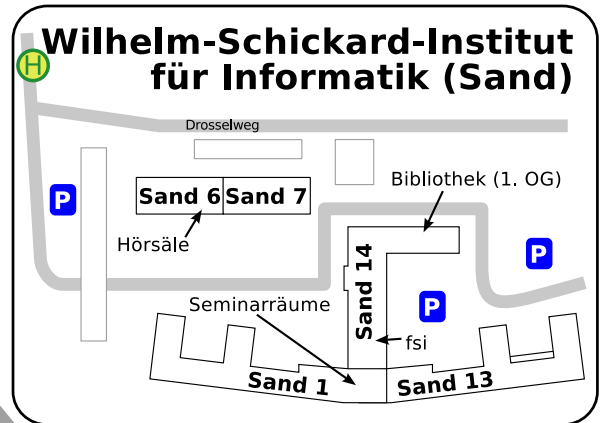 Wilhelm-Schickard-Institut
für Informatik (Sand)
H
Drosselweg
Bibliothek (1. OG)
P
Sand 6
Sand 7
Hörsäle
P
Sand 14
Seminarräume
P
fsi
Sand 1
Sand 13